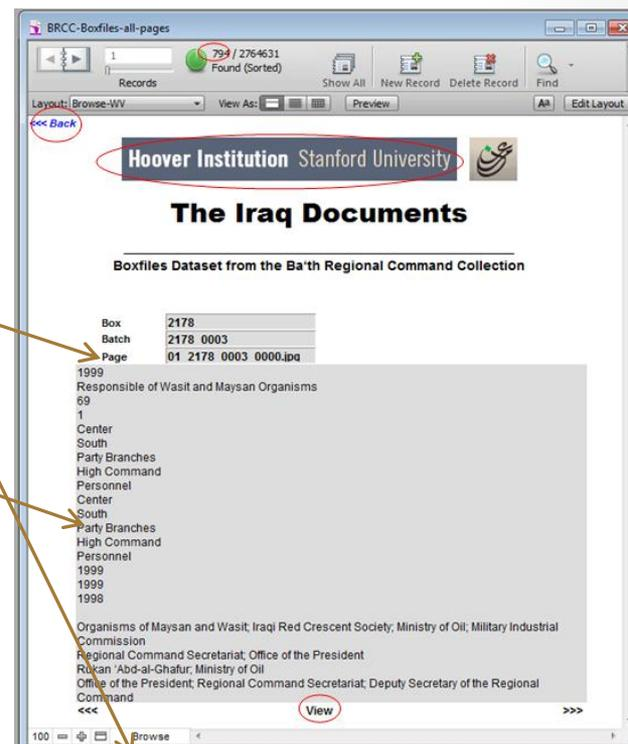 BRCC-Boxfiles-all-pages
1
794 / 2764631
Found (Sorted)
Records
Show All
New Record
Delete Record
Find
Layout: Browse-WV
View As:
Preview
Aa
Edit Layout
<<< Back
Hoover Institution Stanford University
The Iraq Documents
Boxfiles Dataset from the Ba'th Regional Command Collection
Box 2178
Batch 2178 0003
Page 01 2178 0003 0000.jpg
1999
Responsible of Wasit and Maysan Organisms
69
1
Center
South
Party Branches
High Command
Personnel
Center
South
Party Branches
High Command
Personnel
1999
1999
1998
Organisms of Maysan and Wasit; Iraqi Red Crescent Society; Ministry of Oil; Military Industrial
Commission
Regional Command Secretariat; Office of the President
Rukan 'Abd-al-Ghafur; Ministry of Oil
Office of the President; Regional Command Secretariat; Deputy Secretary of the Regional
Command
<<< View >>>
100 Browse